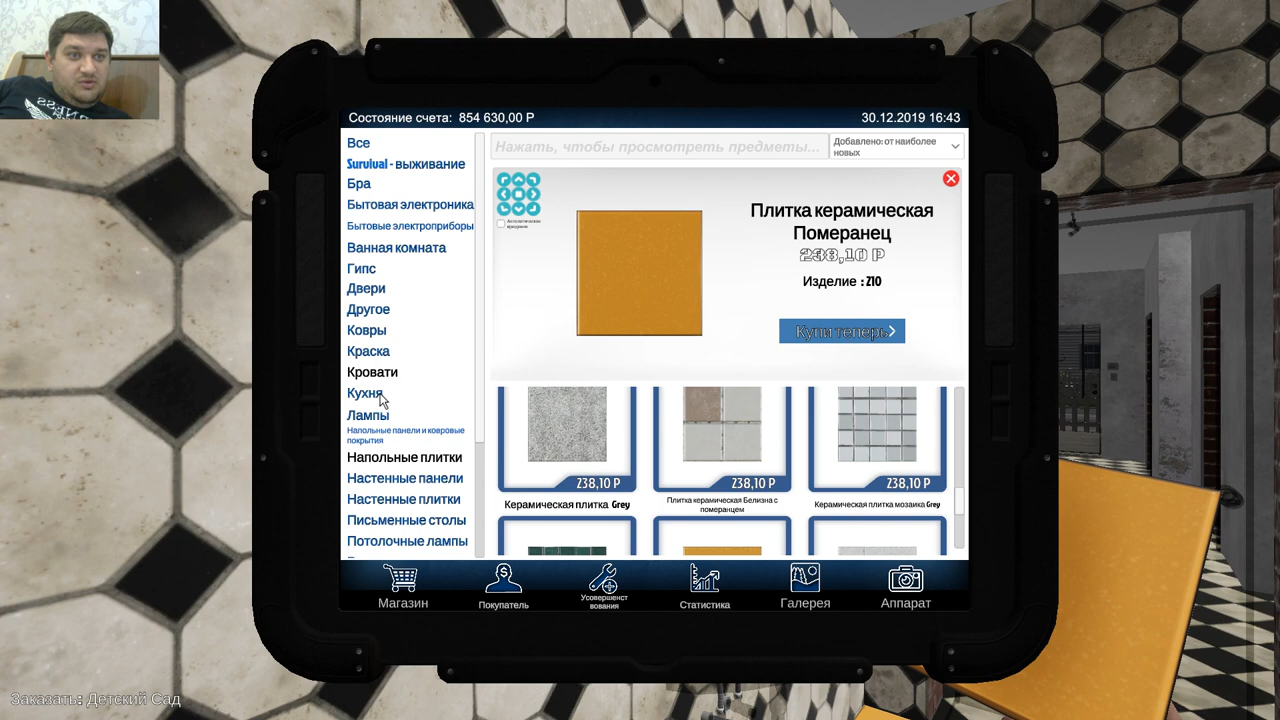 Состояние счета: 854 630,00 Р
30.12.2019 16:43
Все
Survival - выживание
Бра
Бытовая электроника
Бытовые электроприборы
Ванная комната
Гипс
Двери
Другое
Ковры
Краска
Кровати
Кухня
Лампы
Напольные панели и ковровые
покрытия
Напольные плитки
Настенные панели
Настенные плитки
Письменные столы
Потолочные лампы
Нажать, чтобы просмотреть предметы...
Добавлено: от наиболее
новых
Плитка керамическая
Померанец
238,10 Р
Изделие : 210
Купи теперь
238,10 Р
238,10 Р
238,10 Р
Керамическая плитка Grey
Плитка керамическая Белизна с
померанцем
Керамическая плитка мозаика Grey
Магазин
Покупатель
Усовершенст
вования
Статистика
Галерея
Аппарат
Заказать: Детский Сад